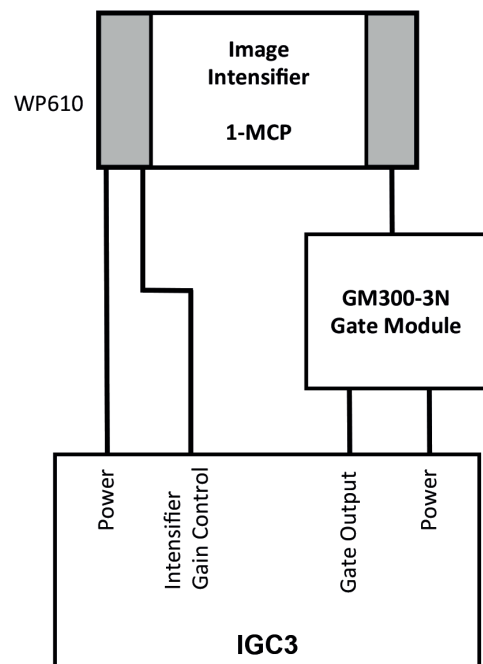 Image
Intensifier
1-MCP
WP610
GM300-3N
Gate Module
Power
Intensifier
Gain Control
Gate Output
Power
IGC3